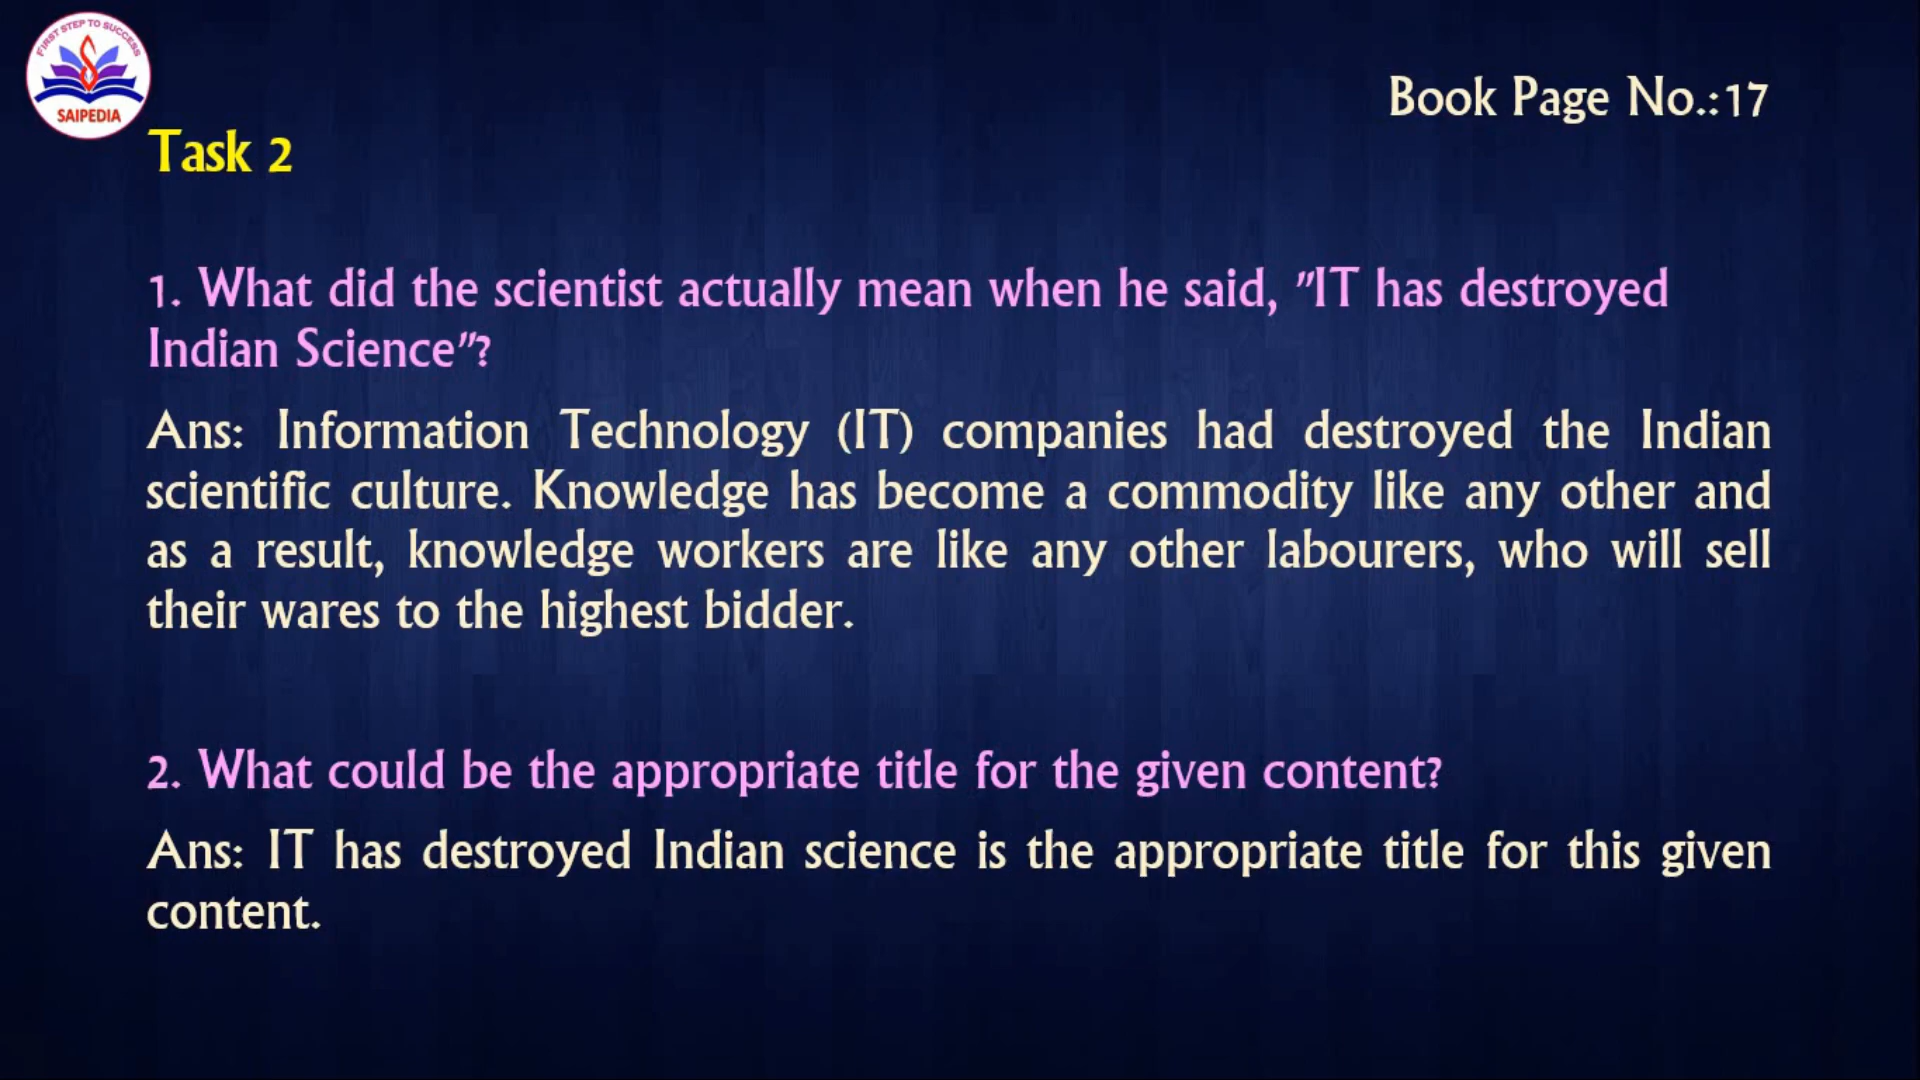 FIRST STEP TO SUCCESS
SAIPEDIA
Book Page No.:17
Task 2
1. What did the scientist actually mean when he said, "IT has destroyed
Indian Science"?
Ans: Information Technology (IT) companies had destroyed the Indian
scientific culture. Knowledge has become a commodity like any other and
as a result, knowledge workers are like any other labourers, who will sell
their wares to the highest bidder.
2. What could be the appropriate title for the given content?
Ans: IT has destroyed Indian science is the appropriate title for this given
content.